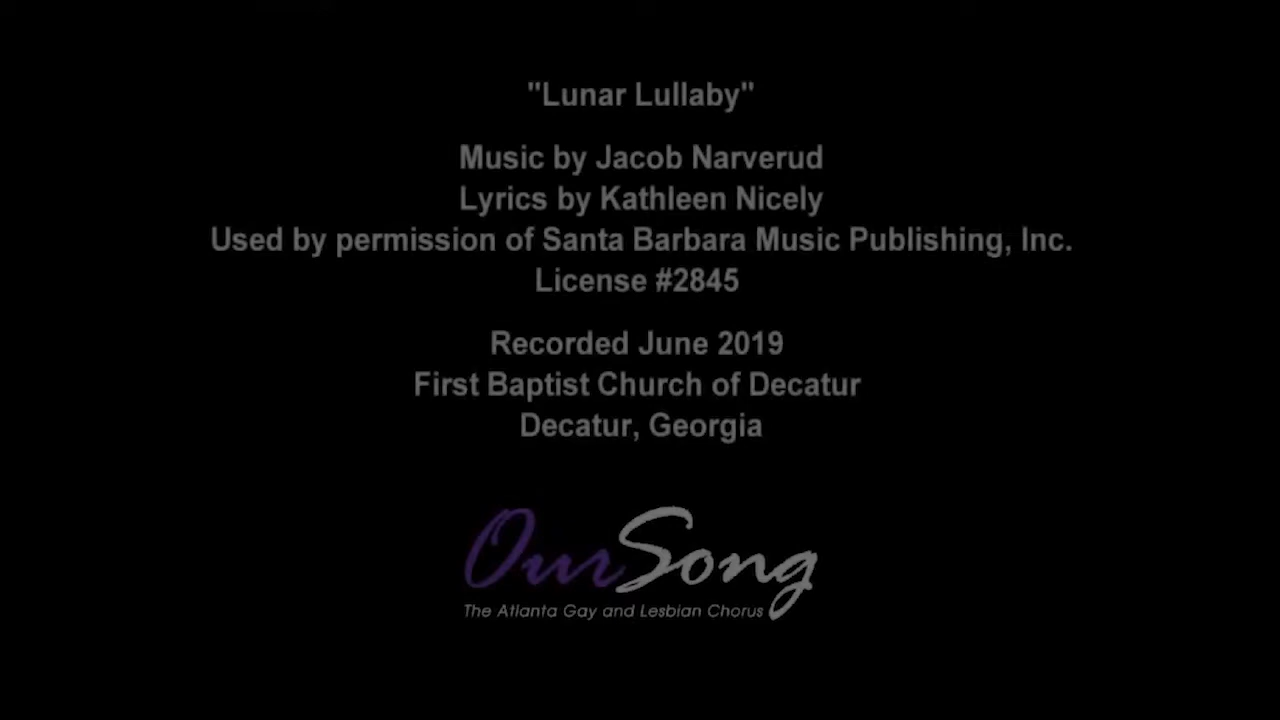 "Lunar Lullaby"
Music by Jacob Narverud
Lyrics by Kathleen Nicely
Used by permission of Santa Barbara Music Publishing, Inc.
License #2845
Recorded June 2019
First Baptist Church of Decatur
Decatur, Georgia
OurSong
The Atlanta Gay and Lesbian Chorus